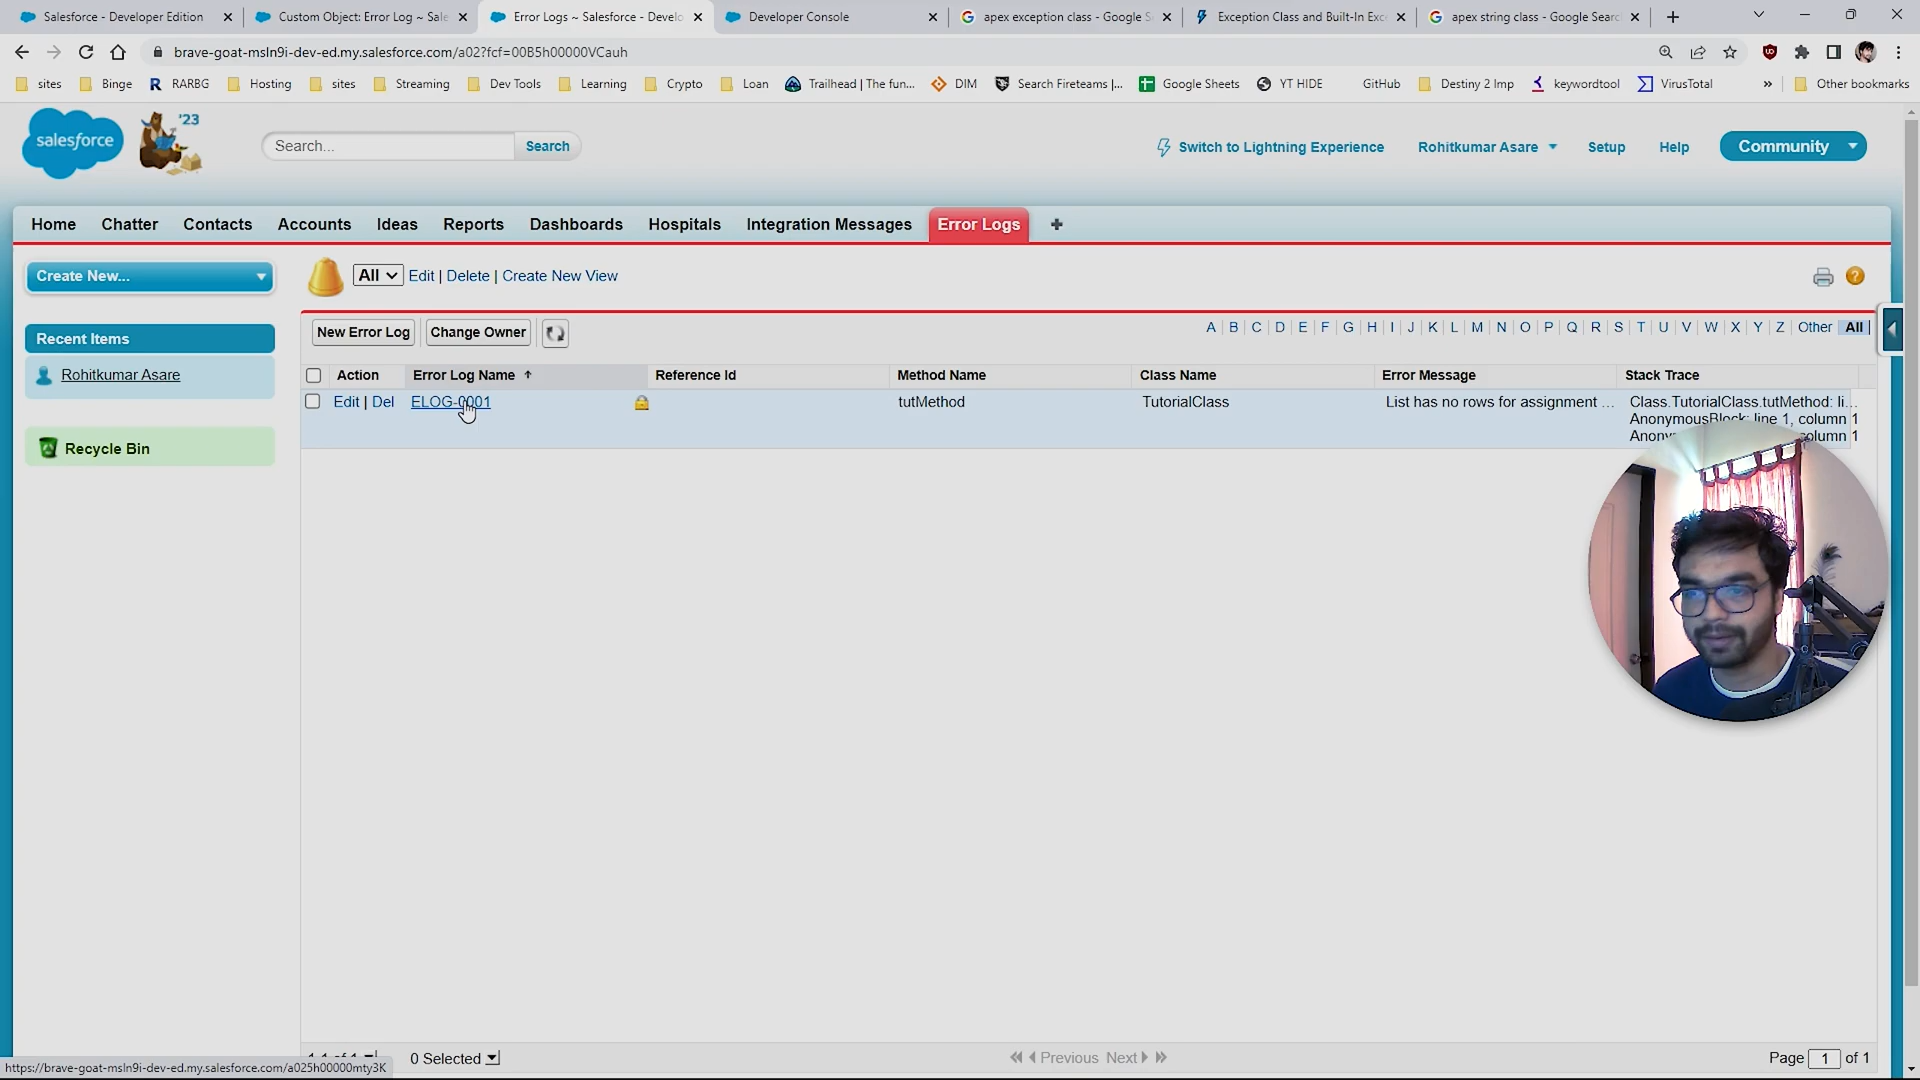 Salesforce - Developer Edition
Custom Object: Error Log ~ Sale
Error Logs ~ Salesforce - Develo
Developer Console
apex exception class - Google S
Exception Class and Built-In Exc
apex string class - Google Searc
brave-goat-msln9i-dev-ed.my.salesforce.com/a02?fcf=00B5h00000VCauh
sites
Binge
RARBG
Hosting
sites
Streaming
Dev Tools
Learning
Crypto
Loan
Trailhead | The fun...
DIM
Search Fireteams |...
Google Sheets
YT HIDE
GitHub
Destiny 2 Imp
keywordtool
VirusTotal
»
Other bookmarks
salesforce
'23
Search...
Search
Switch to Lightning Experience
Rohitkumar Asare
Setup
Help
Community
Home
Chatter
Contacts
Accounts
Ideas
Reports
Dashboards
Hospitals
Integration Messages
Error Logs
+
Create New...
Recent Items
Rohitkumar Asare
Recycle Bin
All
Edit | Delete | Create New View
New Error Log
Change Owner
A | B | C | D | E | F | G | H | I | J | K | L | M | N | O | P | Q | R | S | T | U | V | W | X | Y | Z | Other | All |
Action
Error Log Name
Reference Id
Method Name
Class Name
Error Message
Stack Trace
Edit | Del
ELOG-0001
tutMethod
TutorialClass
List has no rows for assignment ...
Class.TutorialClass.tutMethod: li...
AnonymousBlock: line 1, column 1
column 1
0 Selected
Previous
Next
Page 1 of 1
https://brave-goat-msln9i-dev-ed.my.salesforce.com/a025h00000mty3K